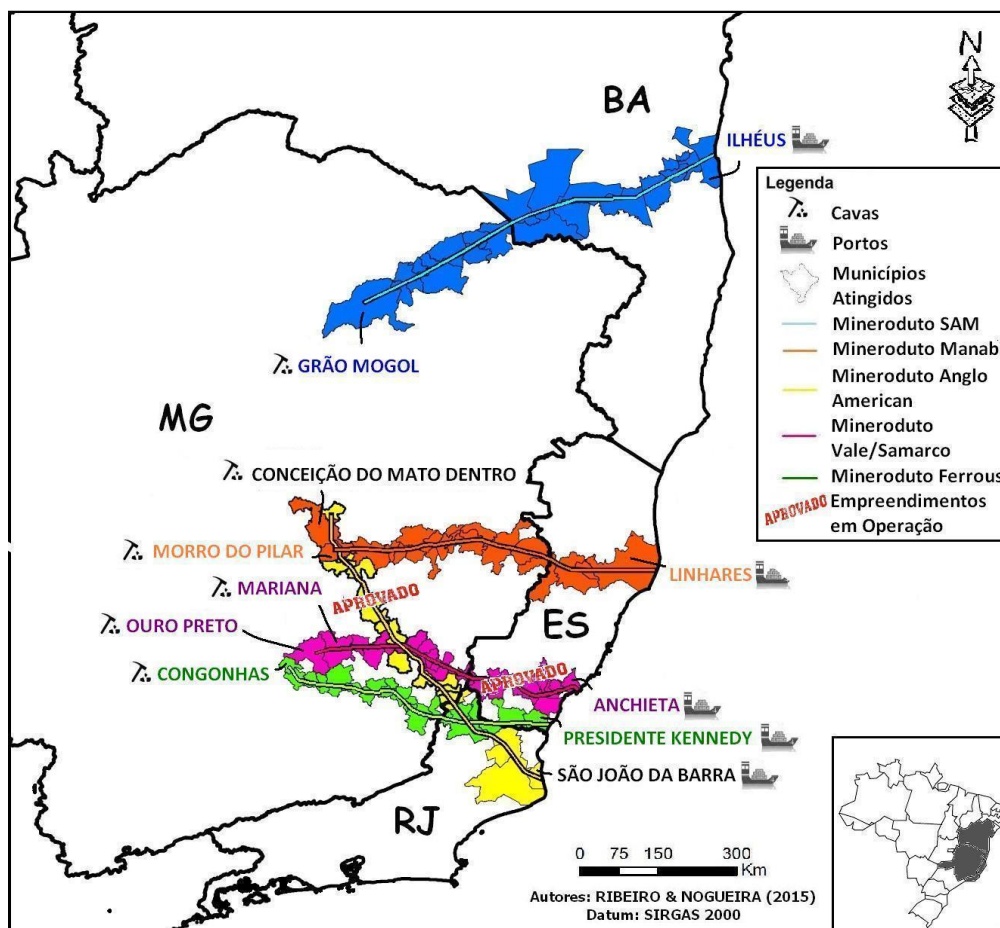 N
BA
ILHÉUS
Legenda
Cavas
Portos
Municípios
Atingidos
Mineroduto SAM
Mineroduto Manab
Mineroduto Anglo
American
Mineroduto
Vale/Samarco
Mineroduto Ferrous
APROVADO
Empreendimentos
em Operação
GRÃO MOGOL
MG
CONCEIÇÃO DO MATO DENTRO
MORRO DO PILAR
LINHARES
MARIANA
APROVADO
OURO PRETO
ES
CONGONHAS
APROVADO
ANCHIETA
PRESIDENTE KENNEDY
SÃO JOÃO DA BARRA
RJ
0 75 150 300
Km
Autores: RIBEIRO & NOGUEIRA (2015)
Datum: SIRGAS 2000